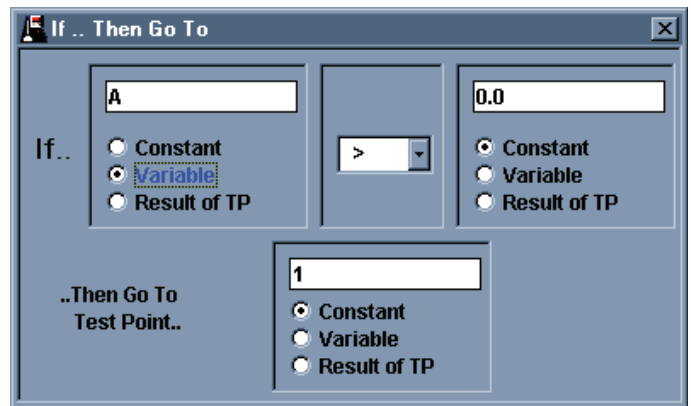 If .. Then Go To
A
0.0
If..
Constant
Variable
Result of TP
>
Constant
Variable
Result of TP
..Then Go To
Test Point..
1
Constant
Variable
Result of TP